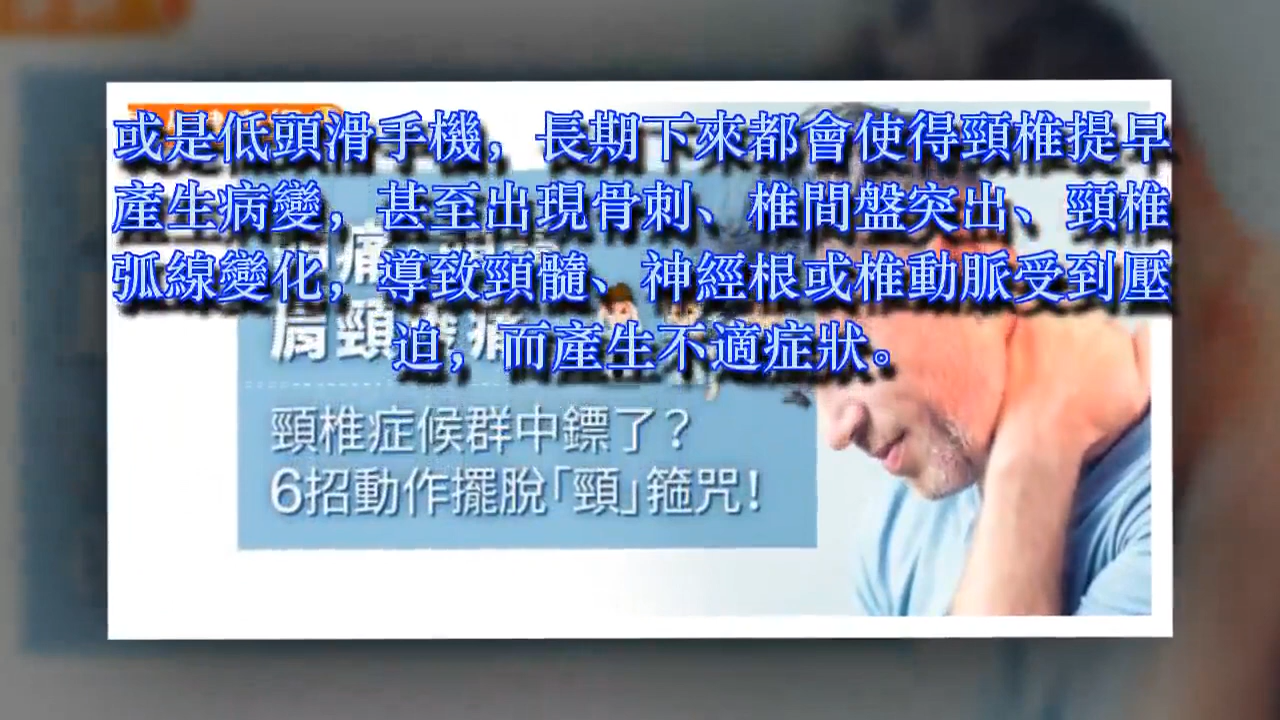 或是低頭滑手機，長期下來都會使得頸椎提早
產生病變，甚至出現骨刺、椎間盤突出、頸椎
弧線變化，導致頸髓、神經根或椎動脈受到壓
迫，而產生不適症狀。
肩頸
頸椎症候群中鏢了？
6招動作擺脫「頸」箍咒！